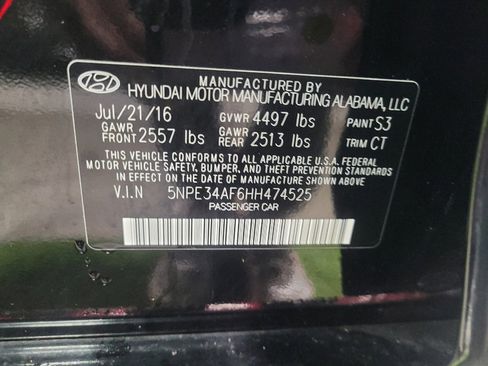 MANUFACTURED BY
HYUNDAI MOTOR MANUFACTURING ALABAMA, LLC
Jul/21/16 GVWR 4497 lbs PAINT S3
GAWR FRONT 2557 lbs GAWR REAR 2513 lbs TRIM CT
THIS VEHICLE CONFORMS TO ALL APPLICABLE U.S.A. FEDERAL
MOTOR VEHICLE SAFETY, BUMPER, AND THEFT PREVENTION STANDARDS
IN EFFECT ON THE DATE OF MANUFACTURE SHOWN ABOVE.
V.I.N 5NPE34AF6HH474525
PASSENGER CAR